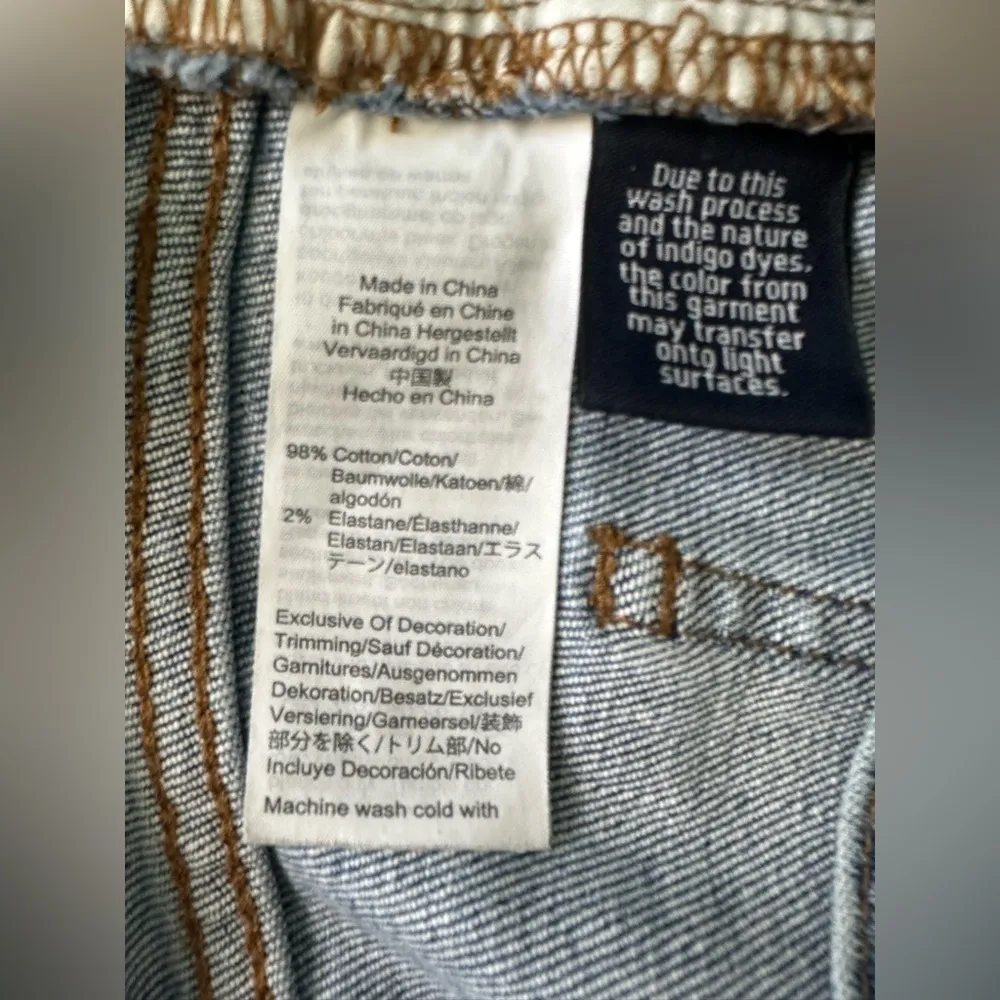 Made in China
Fabriqué en Chine
in China Hergestellt
Vervaardigd in China
中国製
Hecho en China
98% Cotton/Coton/
Baumwolle/Katoen/綿/
algodón
2% Elastane/Élasthanne/
Elastan/Elastaan/エラス
テーン/elastano
Exclusive Of Decoration/
Trimming/Sauf Décoration/
Garnitures/Ausgenommen
Dekoration/Besatz/Exclusief
Versiering/Garneersel/装飾
部分を除く/トリム部/No
Incluye Decoración/Ribete
Machine wash cold with
Due to this
wash process
and the nature
of indigo dyes,
the color from
this garment
may transfer
onto light
surfaces.